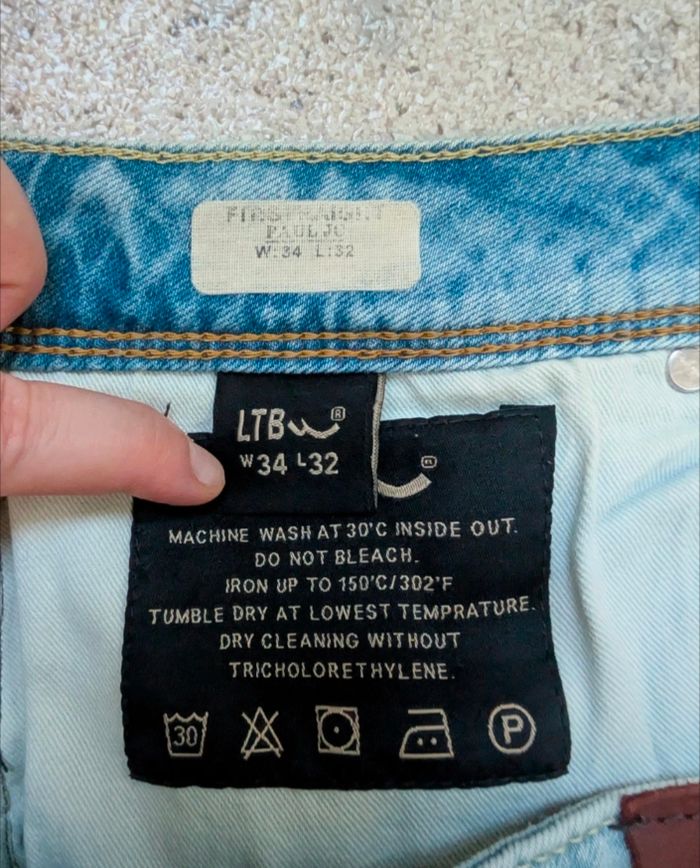 PAUL JC
W:34 L:32
LTB ®
W34 L32
®
MACHINE WASH AT 30°C INSIDE OUT.
DO NOT BLEACH.
IRON UP TO 150°C/302°F
TUMBLE DRY AT LOWEST TEMPRATURE.
DRY CLEANING WITHOUT
TRICHOLORETHYLENE.
30 P